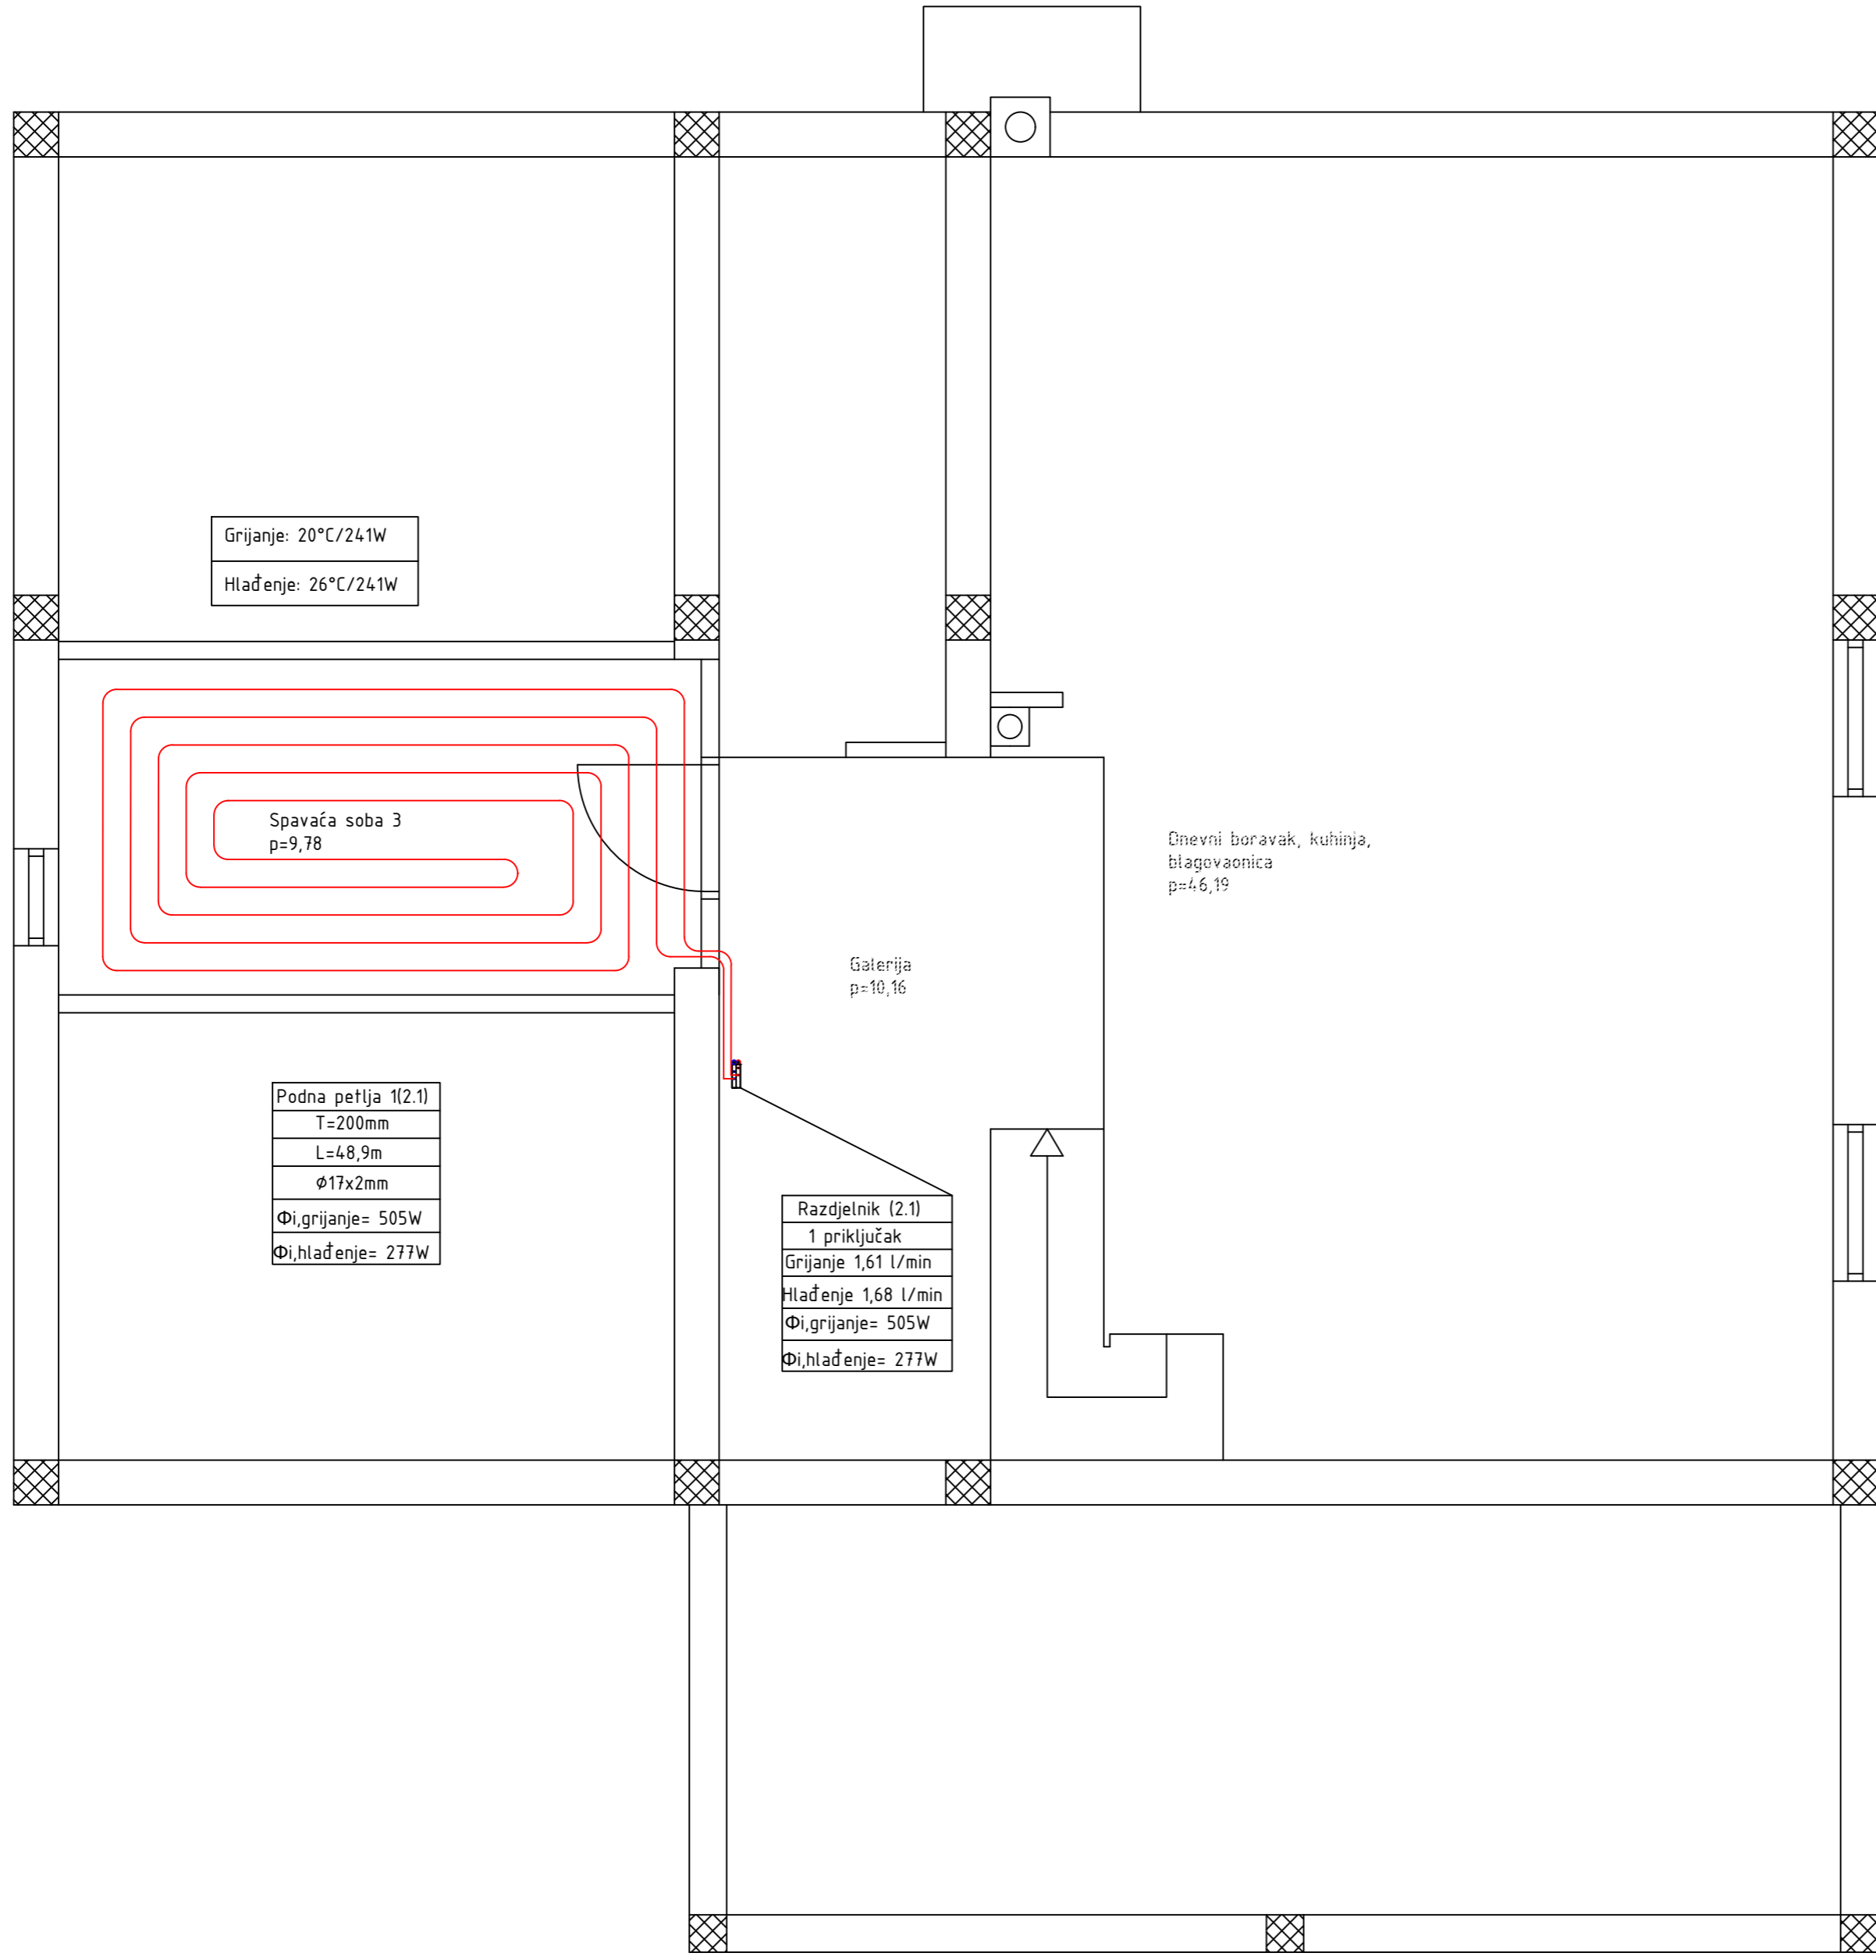 Grijanje: 20°C/241W
Hlađenje: 26°C/241W
Spavaća soba 3
p=9,78
Dnevni boravak, kuhinja,
blagovaonica
p=46,19
Galerija
p=10,16
Podna petlja 1(2.1)
T=200mm
L=48,9m
Ø17x2mm
Φi,grijanje= 505W
Φi,hlađenje= 277W
Razdjelnik (2.1)
1 priključak
Grijanje 1,61 l/min
Hlađenje 1,68 l/min
Φi,grijanje= 505W
Φi,hlađenje= 277W